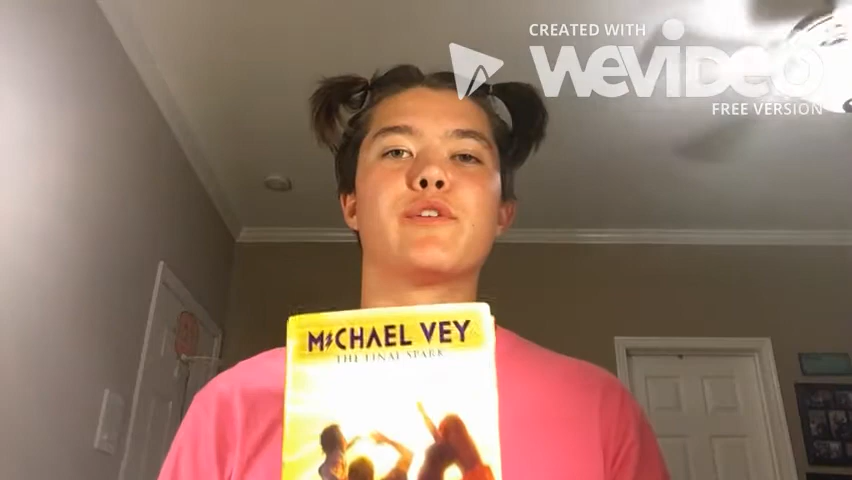 CREATED WITH
WeVideo
FREE VERSION
MICHAEL VEY
THE FINAL SPARK